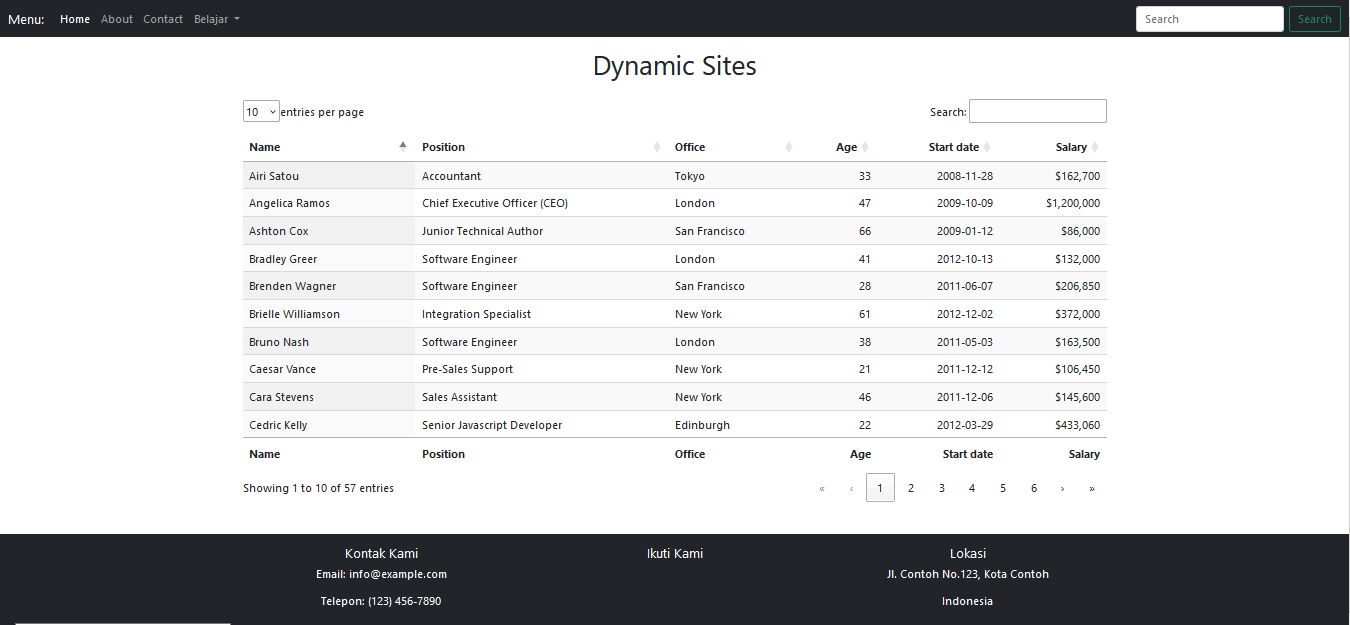 Menu: Home About Contact Belajar Search Search
Dynamic Sites
10 entries per page Search:
Name Position Office Age Start date Salary
Airi Satou Accountant Tokyo 33 2008-11-28 $162,700
Angelica Ramos Chief Executive Officer (CEO) London 47 2009-10-09 $1,200,000
Ashton Cox Junior Technical Author San Francisco 66 2009-01-12 $86,000
Bradley Greer Software Engineer London 41 2012-10-13 $132,000
Brenden Wagner Software Engineer San Francisco 28 2011-06-07 $206,850
Brielle Williamson Integration Specialist New York 61 2012-12-02 $372,000
Bruno Nash Software Engineer London 38 2011-05-03 $163,500
Caesar Vance Pre-Sales Support New York 21 2011-12-12 $106,450
Cara Stevens Sales Assistant New York 46 2011-12-06 $145,600
Cedric Kelly Senior Javascript Developer Edinburgh 22 2012-03-29 $433,060
Name Position Office Age Start date Salary
Showing 1 to 10 of 57 entries « ‹ 1 2 3 4 5 6 › »
Kontak Kami Ikuti Kami Lokasi
Email: info@example.com Jl. Contoh No.123, Kota Contoh
Telepon: (123) 456-7890 Indonesia